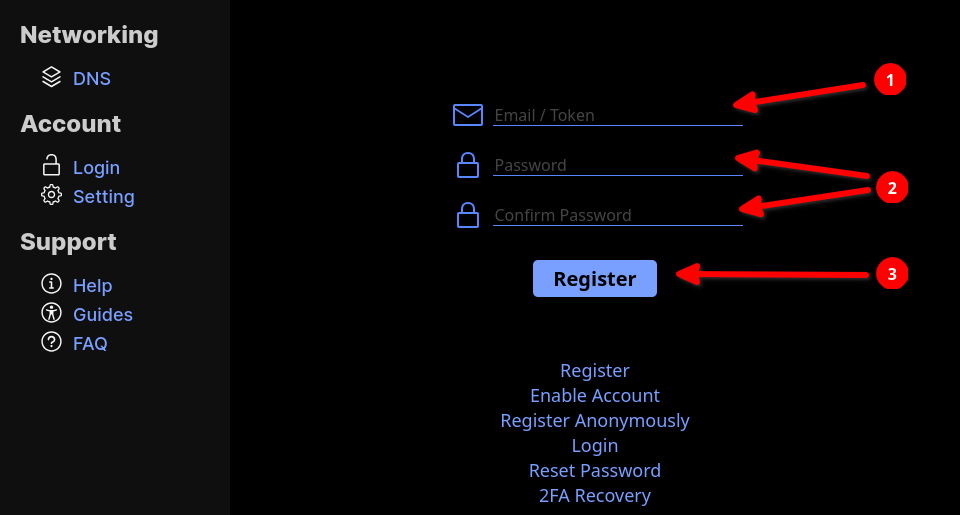 Networking
DNS
Account
Login
Setting
Support
Help
Guides
FAQ
1
Email / Token
Password
2
Confirm Password
Register
3
Register
Enable Account
Register Anonymously
Login
Reset Password
2FA Recovery